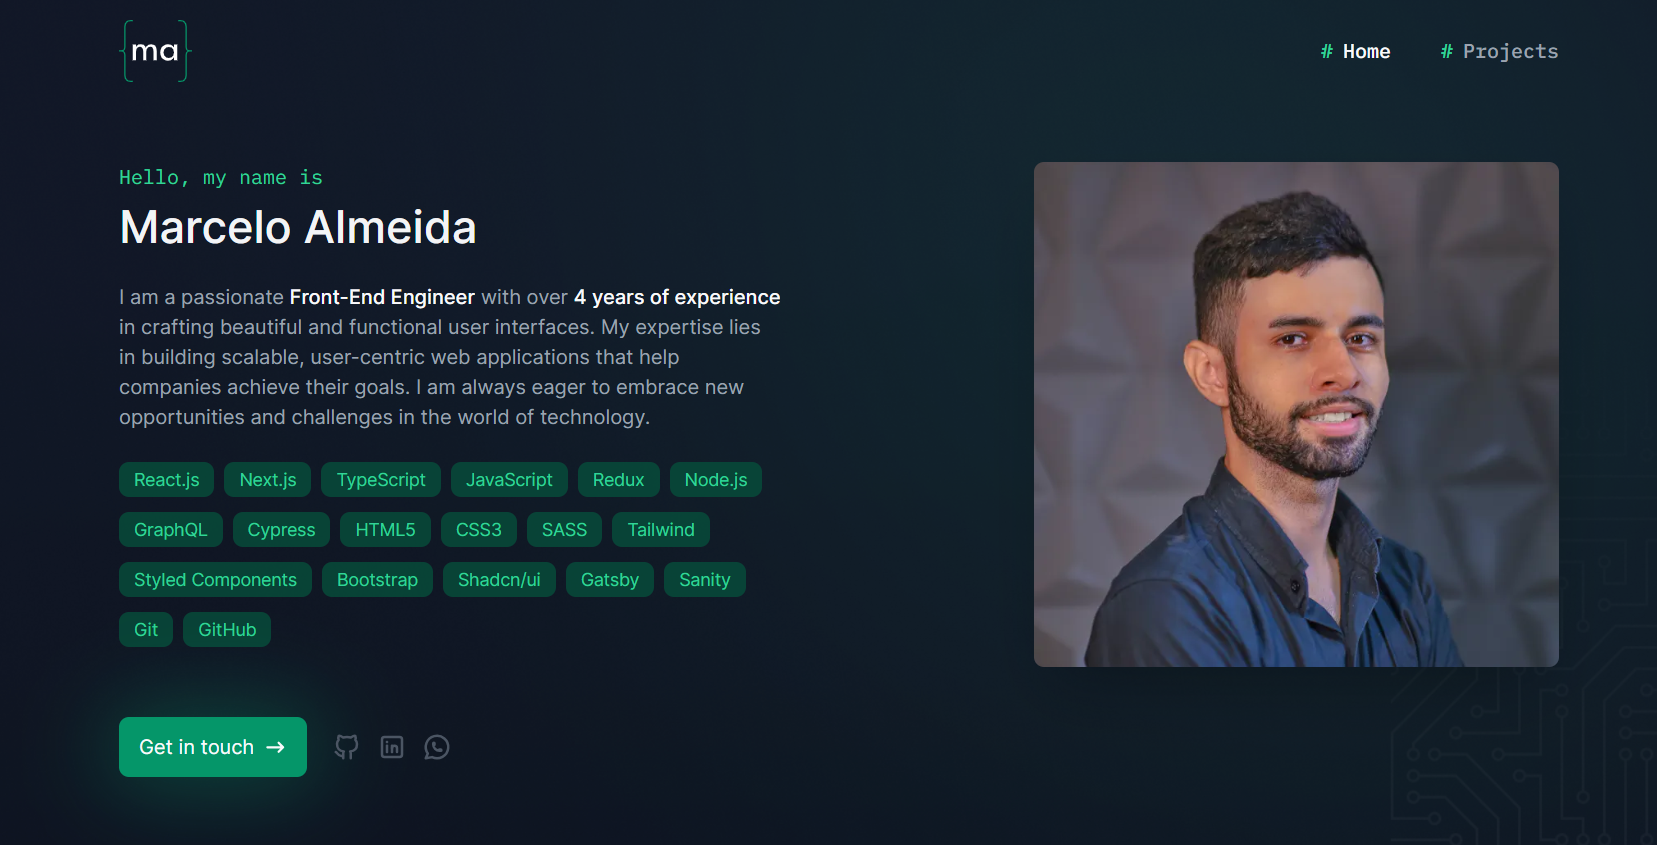 {ma}
# Home # Projects
Hello, my name is
Marcelo Almeida
I am a passionate Front-End Engineer with over 4 years of experience
in crafting beautiful and functional user interfaces. My expertise lies
in building scalable, user-centric web applications that help
companies achieve their goals. I am always eager to embrace new
opportunities and challenges in the world of technology.
React.js Next.js TypeScript JavaScript Redux Node.js
GraphQL Cypress HTML5 CSS3 SASS Tailwind
Styled Components Bootstrap Shadcn/ui Gatsby Sanity
Git GitHub
Get in touch →
in